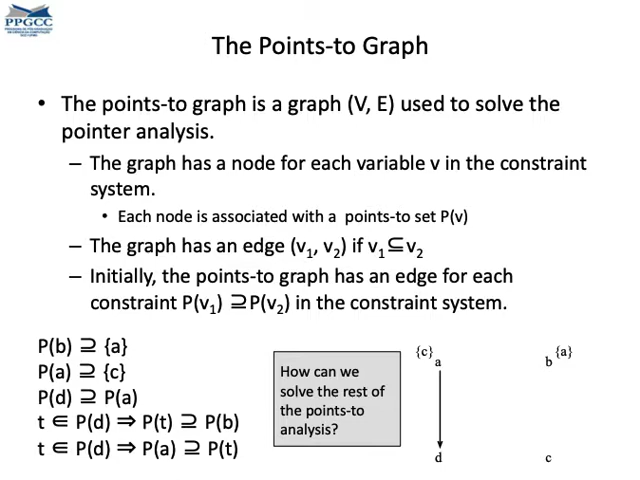 PPGCC
The Points-to Graph
• The points-to graph is a graph (V, E) used to solve the
pointer analysis.
– The graph has a node for each variable v in the constraint
system.
• Each node is associated with a points-to set P(v)
– The graph has an edge (v₁, v₂) if v₁⊆v₂
– Initially, the points-to graph has an edge for each
constraint P(v₁) ⊇P(v₂) in the constraint system.
P(b) ⊇ {a}
P(a) ⊇ {c}
P(d) ⊇ P(a)
t ∈ P(d) ⇒ P(t) ⊇ P(b)
t ∈ P(d) ⇒ P(a) ⊇ P(t)
How can we
solve the rest of
the points-to
analysis?
{c}
a
b
{a}
d
c